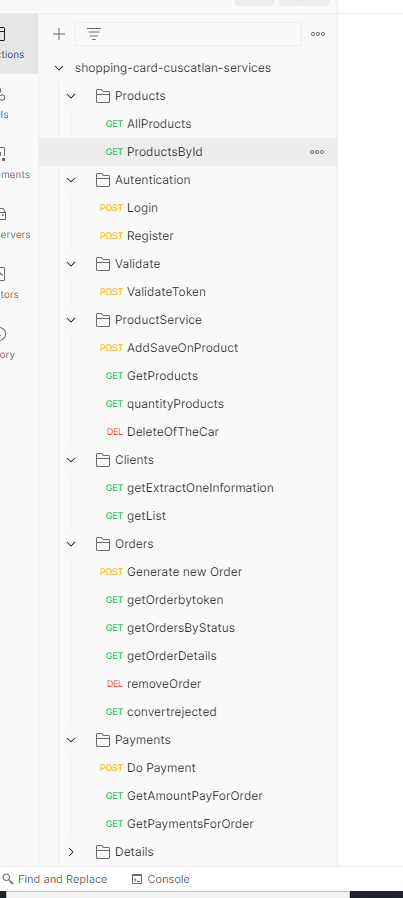 shopping-card-cuscatlan-services
ctions
Products
GET AllProducts
GET ProductsById
Autentication
POST Login
POST Register
nments
ervers
Validate
POST ValidateToken
tors
ProductService
ory
POST AddSaveOnProduct
GET GetProducts
GET quantityProducts
DEL DeleteOfTheCar
Clients
GET getExtractOneInformation
GET getList
Orders
POST Generate new Order
GET getOrderbytoken
GET getOrdersByStatus
GET getOrderDetails
DEL removeOrder
GET convertrejected
Payments
POST Do Payment
GET GetAmountPayForOrder
GET GetPaymentsForOrder
Details
Find and Replace Console